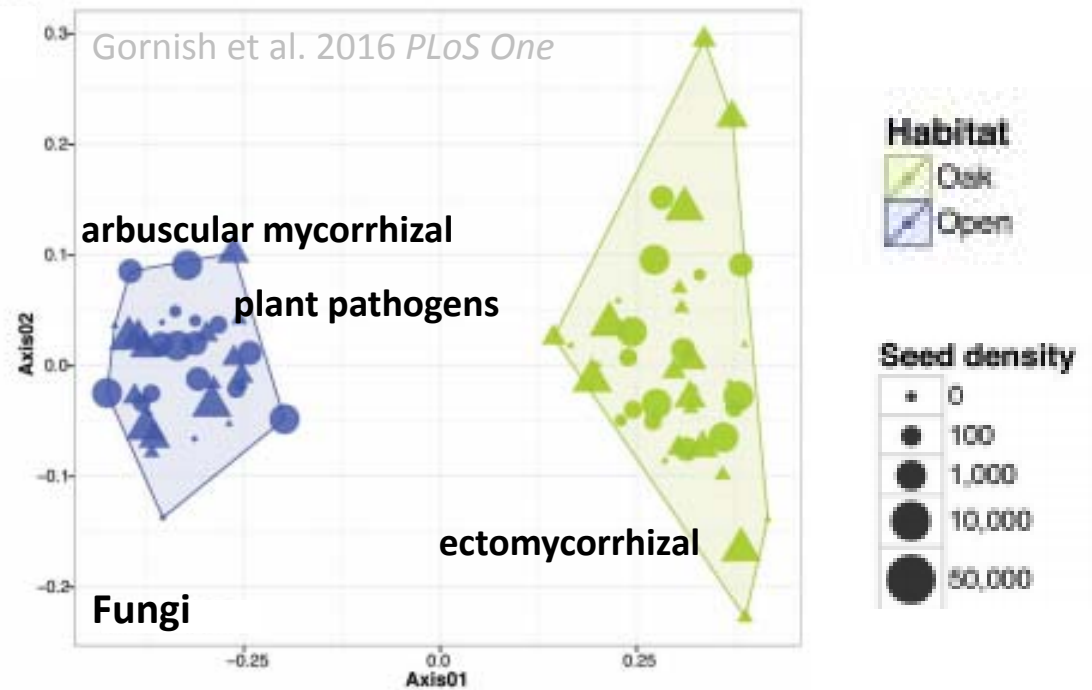 Gornish et al. 2016 PLoS One
0.3
0.2
0.1
0.0
−0.1
−0.2
Axis02
arbuscular mycorrhizal
plant pathogens
ectomycorrhizal
Fungi
−0.25
0.0
0.25
Axis01
Habitat
Oak
Open
Seed density
0
100
1,000
10,000
50,000